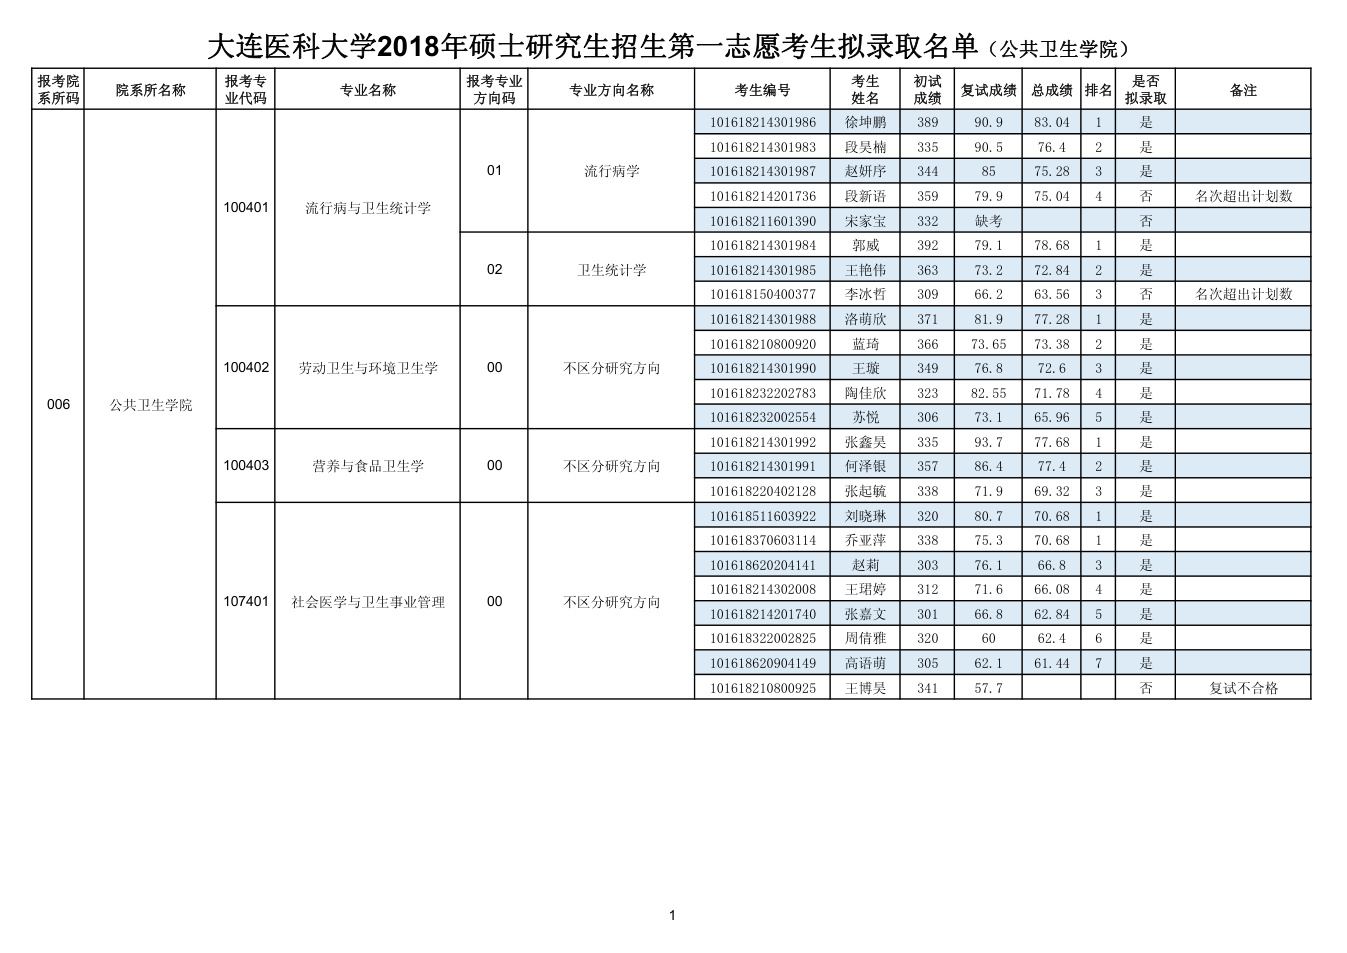 大连医科大学2018年硕士研究生招生第一志愿考生拟录取名单（公共卫生学院）
报考院系所码 院系所名称 报考专业代码 专业名称 报考专业方向码 专业方向名称 考生编号 考生姓名 初试成绩 复试成绩 总成绩 排名 是否拟录取 备注
006 公共卫生学院
100401 流行病与卫生统计学
01 流行病学
101618214301986 徐坤鹏 389 90.9 83.04 1 是
101618214301983 段昊楠 335 90.5 76.4 2 是
101618214301987 赵妍序 344 85 75.28 3 是
101618214201736 段新语 359 79.9 75.04 4 否 名次超出计划数
101618211601390 宋家宝 332 缺考 否
02 卫生统计学
101618214301984 郭威 392 79.1 78.68 1 是
101618214301985 王艳伟 363 73.2 72.84 2 是
101618150400377 李冰哲 309 66.2 63.56 3 否 名次超出计划数
100402 劳动卫生与环境卫生学 00 不区分研究方向
101618214301988 洛萌欣 371 81.9 77.28 1 是
101618210800920 蓝琦 366 73.65 73.38 2 是
101618214301990 王璇 349 76.8 72.6 3 是
101618232202783 陶佳欣 323 82.55 71.78 4 是
101618232002554 苏悦 306 73.1 65.96 5 是
100403 营养与食品卫生学 00 不区分研究方向
101618214301992 张鑫昊 335 93.7 77.68 1 是
101618214301991 何泽银 357 86.4 77.4 2 是
101618220402128 张起毓 338 71.9 69.32 3 是
107401 社会医学与卫生事业管理 00 不区分研究方向
101618511603922 刘晓琳 320 80.7 70.68 1 是
101618370603114 乔亚萍 338 75.3 70.68 1 是
101618620204141 赵莉 303 76.1 66.8 3 是
101618214302008 王珺婷 312 71.6 66.08 4 是
101618214201740 张嘉文 301 66.8 62.84 5 是
101618322002825 周倩雅 320 60 62.4 6 是
101618620904149 高语萌 305 62.1 61.44 7 是
101618210800925 王博昊 341 57.7 否 复试不合格
1